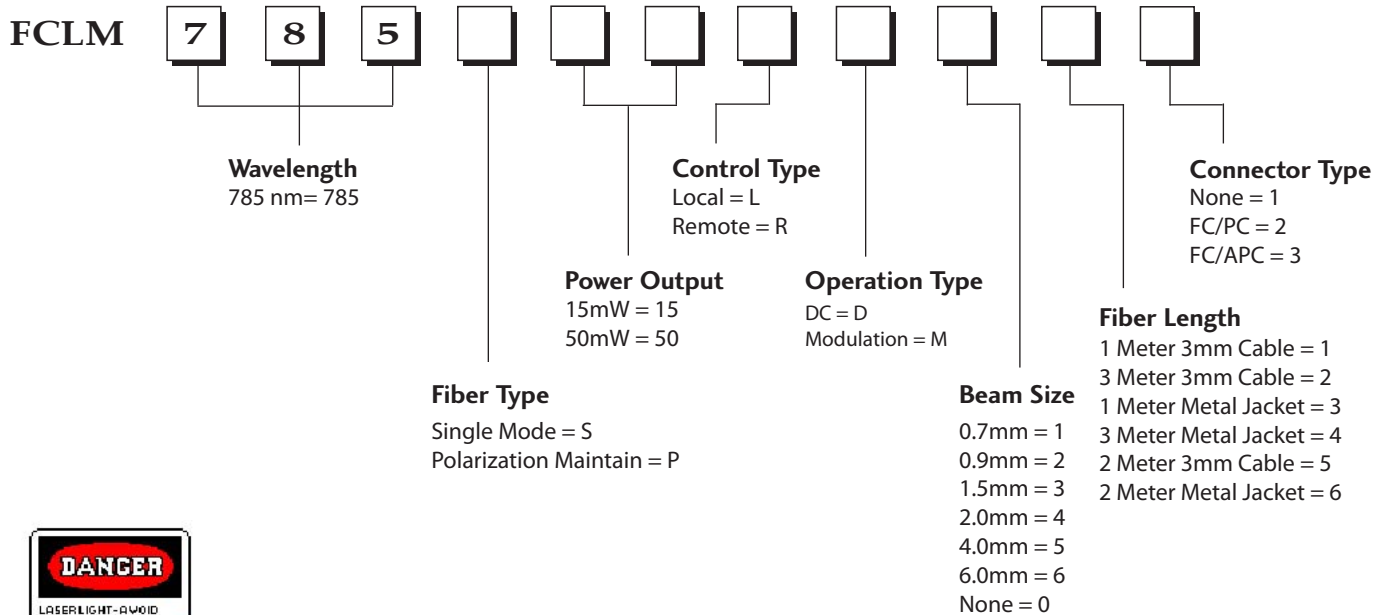 FCLM 7 8 5
Wavelength
785 nm= 785
Control Type
Local = L
Remote = R
Connector Type
None = 1
FC/PC = 2
FC/APC = 3
Power Output
15mW = 15
50mW = 50
Operation Type
DC = D
Modulation = M
Fiber Length
1 Meter 3mm Cable = 1
3 Meter 3mm Cable = 2
1 Meter Metal Jacket = 3
3 Meter Metal Jacket = 4
2 Meter 3mm Cable = 5
2 Meter Metal Jacket = 6
Fiber Type
Single Mode = S
Polarization Maintain = P
Beam Size
0.7mm = 1
0.9mm = 2
1.5mm = 3
2.0mm = 4
4.0mm = 5
6.0mm = 6
None = 0
DANGER
LASERLIGHT-AVOID